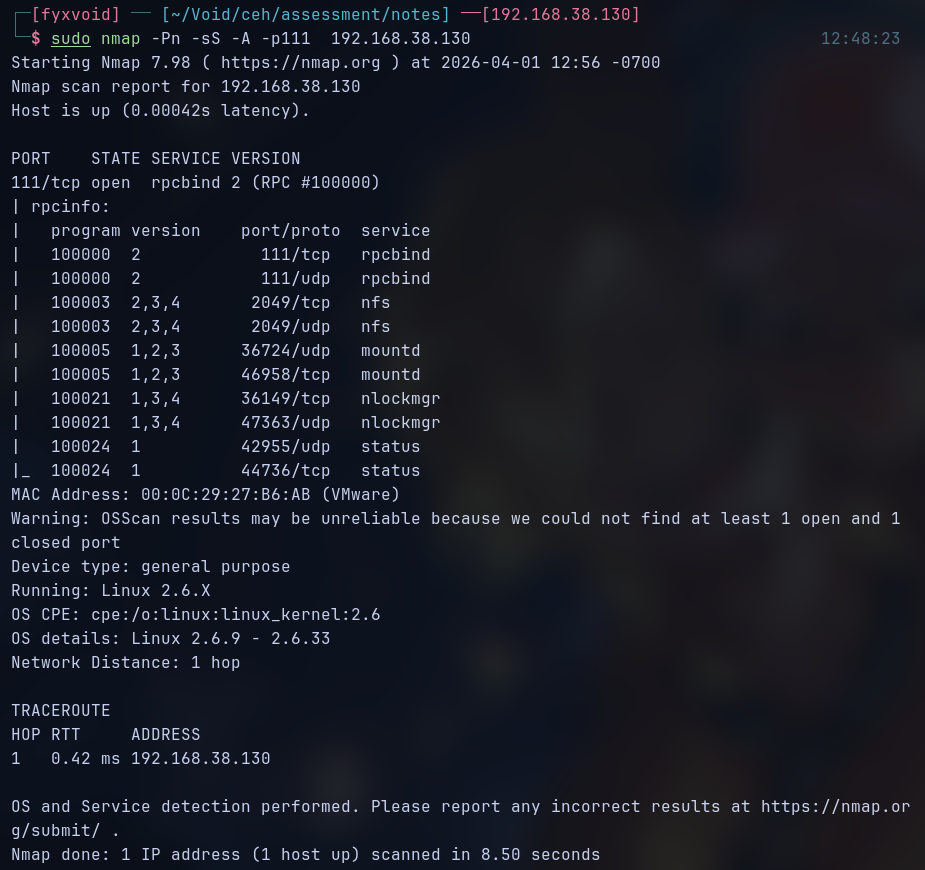 ┌─[fyxvoid] ── [~/Void/ceh/assessment/notes] ──[192.168.38.130]
└─$ sudo nmap -Pn -sS -A -p111  192.168.38.130 12:48:23
Starting Nmap 7.98 ( https://nmap.org ) at 2026-04-01 12:56 -0700
Nmap scan report for 192.168.38.130
Host is up (0.00042s latency).

PORT    STATE SERVICE VERSION
111/tcp open  rpcbind 2 (RPC #100000)
| rpcinfo:
|   program version    port/proto  service
|   100000  2            111/tcp   rpcbind
|   100000  2            111/udp   rpcbind
|   100003  2,3,4       2049/tcp   nfs
|   100003  2,3,4       2049/udp   nfs
|   100005  1,2,3      36724/udp   mountd
|   100005  1,2,3      46958/tcp   mountd
|   100021  1,3,4      36149/tcp   nlockmgr
|   100021  1,3,4      47363/udp   nlockmgr
|   100024  1          42955/udp   status
|_  100024  1          44736/tcp   status
MAC Address: 00:0C:29:27:B6:AB (VMware)
Warning: OSScan results may be unreliable because we could not find at least 1 open and 1
closed port
Device type: general purpose
Running: Linux 2.6.X
OS CPE: cpe:/o:linux:linux_kernel:2.6
OS details: Linux 2.6.9 - 2.6.33
Network Distance: 1 hop

TRACEROUTE
HOP RTT     ADDRESS
1   0.42 ms 192.168.38.130

OS and Service detection performed. Please report any incorrect results at https://nmap.or
g/submit/ .
Nmap done: 1 IP address (1 host up) scanned in 8.50 seconds